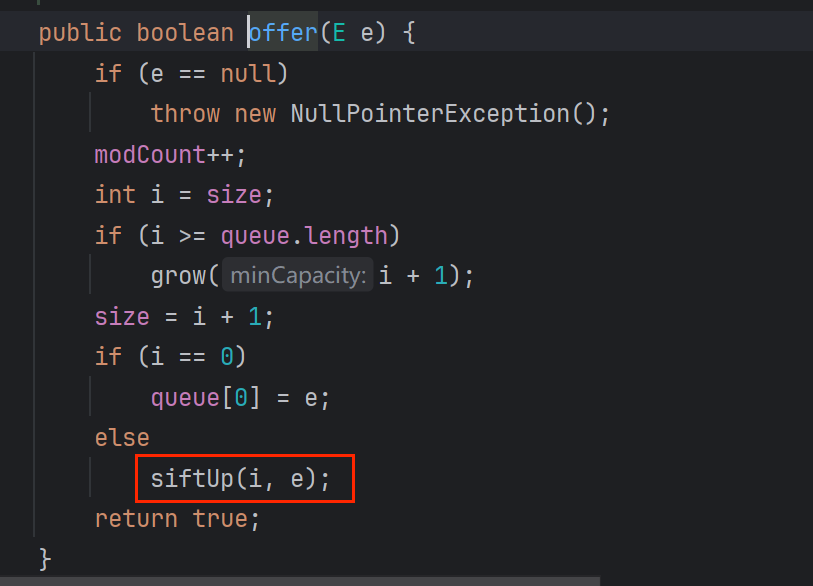 public boolean offer(E e) {
    if (e == null)
        throw new NullPointerException();
    modCount++;
    int i = size;
    if (i >= queue.length)
        grow( minCapacity: i + 1);
    size = i + 1;
    if (i == 0)
        queue[0] = e;
    else
        siftUp(i, e);
    return true;
}